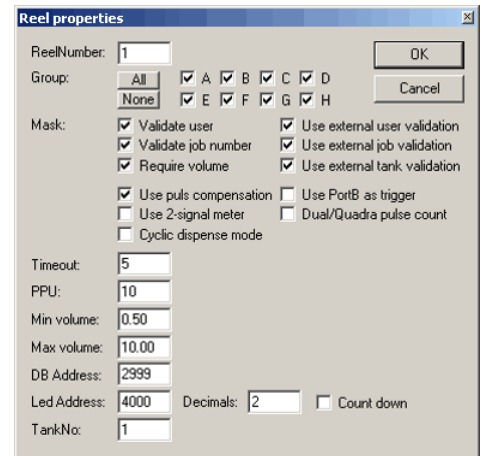 Reel properties
ReelNumber: 1 OK
Group: All A B C D Cancel
None E F G H
Mask: Validate user Use external user validation
Validate job number Use external job validation
Require volume Use external tank validation
Use puls compensation Use PortB as trigger
Use 2-signal meter Dual/Quadra pulse count
Cyclic dispense mode
Timeout: 5
PPU: 10
Min volume: 0.50
Max volume: 10.00
DB Address: 2999
Led Address: 4000 Decimals: 2 Count down
TankNo: 1